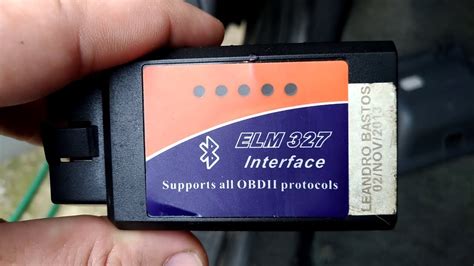 ELM 327
Interface
Supports all OBDII protocols
LEANDRO BASTOS
02/NOV/2013